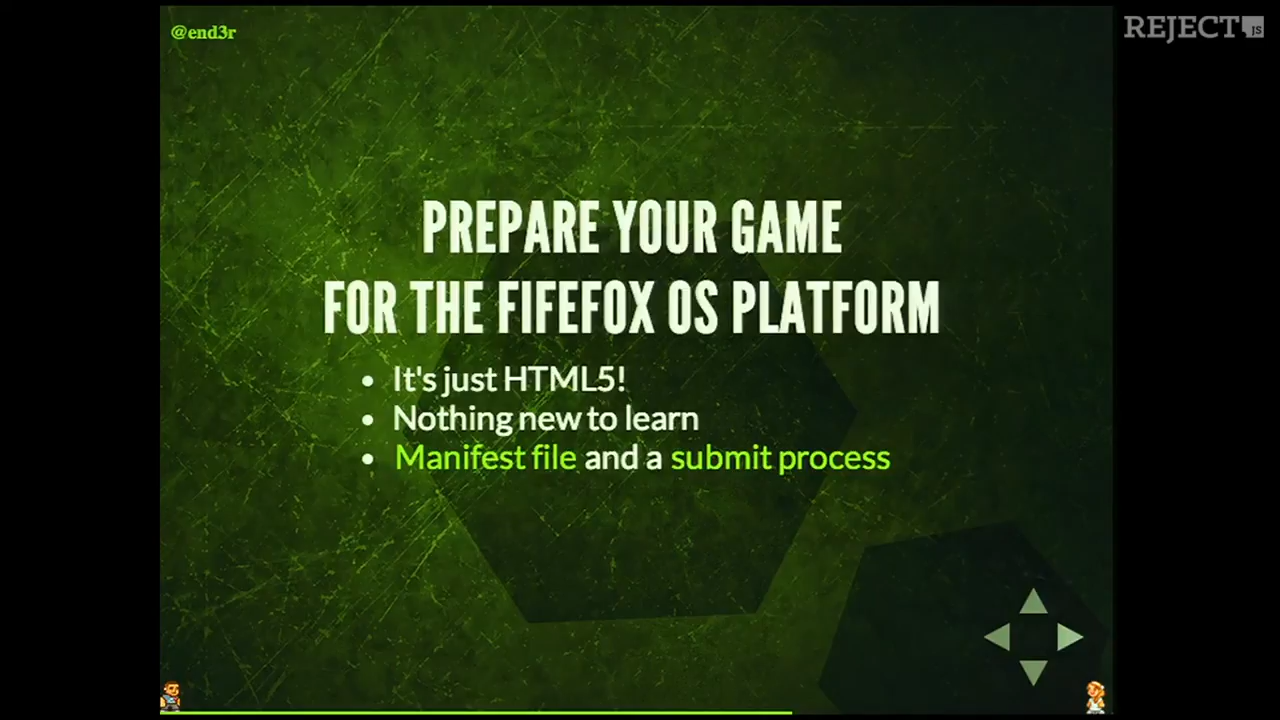 @end3r
REJECT JS
PREPARE YOUR GAME
FOR THE FIFEFOX OS PLATFORM
It's just HTML5!
Nothing new to learn
Manifest file and a submit process